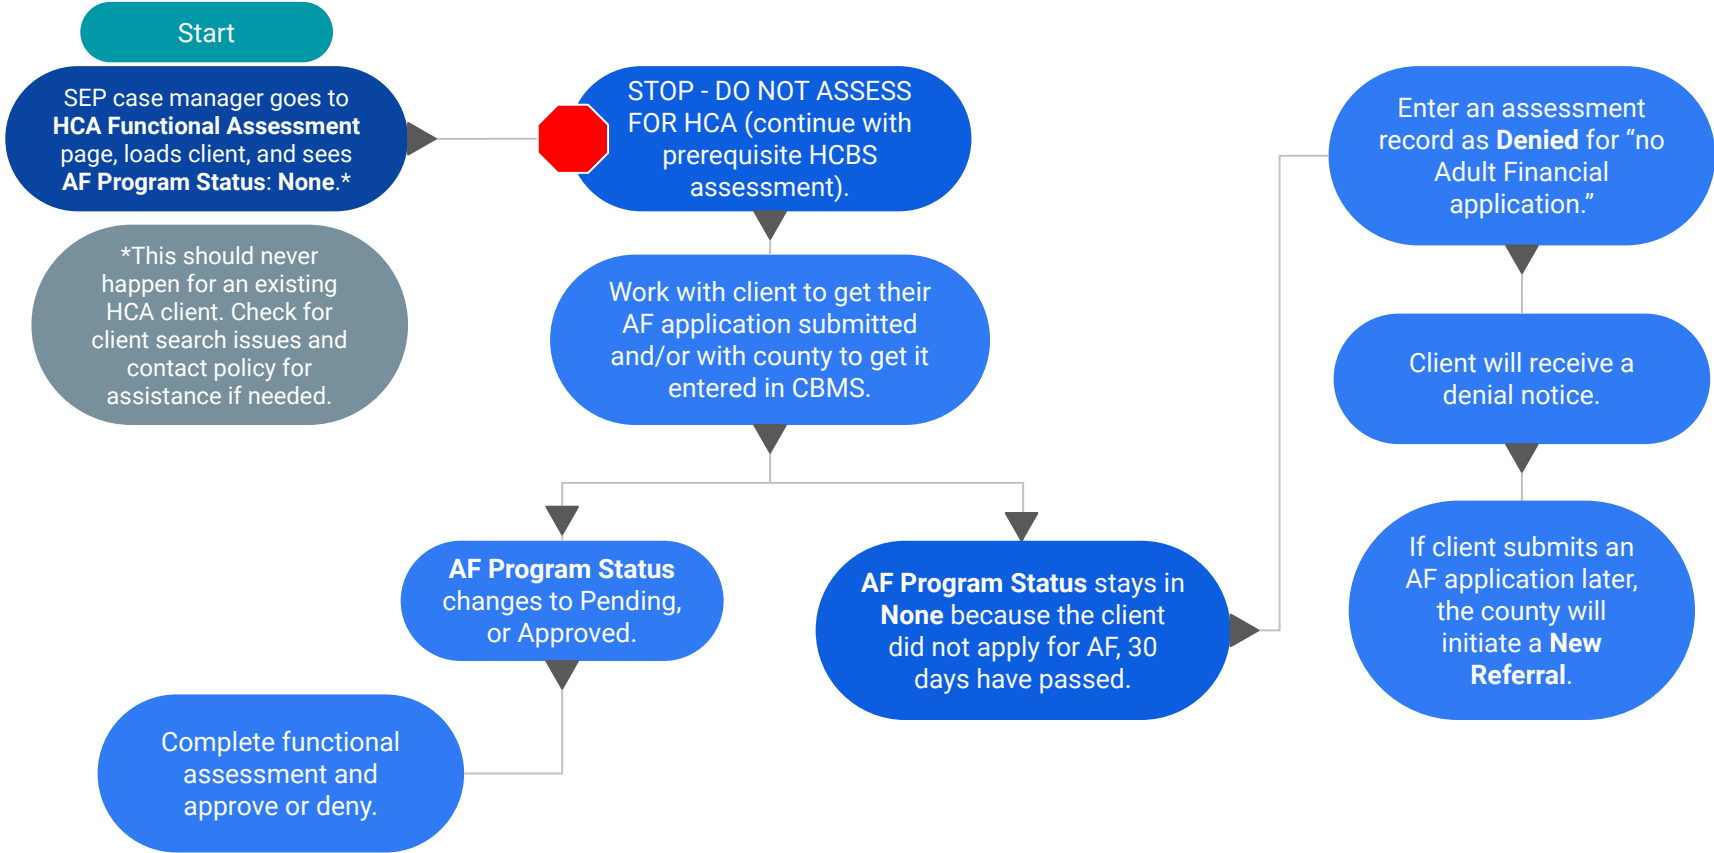 Start
SEP case manager goes to
HCA Functional Assessment
page, loads client, and sees
AF Program Status: None.*
*This should never
happen for an existing
HCA client. Check for
client search issues and
contact policy for
assistance if needed.
STOP - DO NOT ASSESS
FOR HCA (continue with
prerequisite HCBS
assessment).
Work with client to get their
AF application submitted
and/or with county to get it
entered in CBMS.
AF Program Status
changes to Pending,
or Approved.
Complete functional
assessment and
approve or deny.
AF Program Status stays in
None because the client
did not apply for AF, 30
days have passed.
Enter an assessment
record as Denied for “no
Adult Financial
application.”
Client will receive a
denial notice.
If client submits an
AF application later,
the county will
initiate a New
Referral.